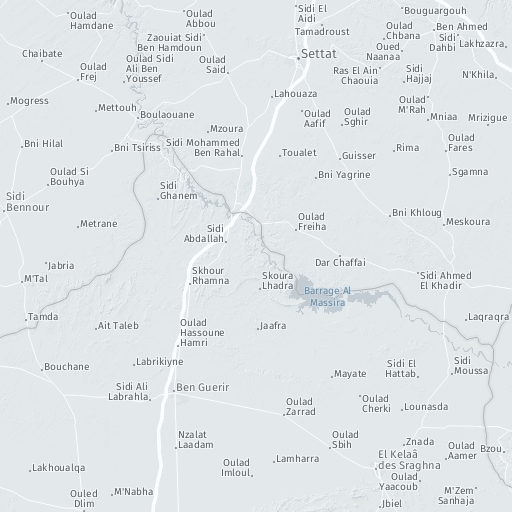 Oulad
Hamdane
Oulad
Abbou
Sidi El
Aidi
Bouguargouh
Tamadroust
Oulad
Chbana
Ben Ahmed
Zaouiat Sidi
Ben Hamdoun
Sidi
Dahbi
Lakhzazra
Chaibate
Oulad Sidi
Ali Ben
Youssef
Oulad
Said
Settat
Oued
Naanaa
Oulad
Frej
Ras El Ain
Chaouia
Sidi
Hajjaj
N'Khila
Mogress
Mettouh
Lahouaza
Oulad
M'Rah
Boulaouane
Oulad
Aafif
Oulad
Sghir
Mniaa
Mrizigue
Mzoura
Bni Hilal
Bni Tsiriss
Sidi Mohammed
Ben Rahal
Toualet
Guisser
Rima
Oulad
Fares
Oulad Si
Bouhya
Bni Yagrine
Sgamna
Sidi
Bennour
Sidi
Ghanem
Metrane
Oulad
Freiha
Bni Khloug
Meskoura
Sidi
Abdallah
Jabria
M'Tal
Skhour
Rhamna
Skoura
Lhadra
Dar Chaffai
Sidi Ahmed
El Khadir
Barrage Al
Massira
Tamda
Ait Taleb
Oulad
Hassoune
Hamri
Jaafra
Laqraqra
Bouchane
Labrikiyne
Mayate
Sidi El
Hattab
Sidi
Moussa
Sidi Ali
Labrahla
Ben Guerir
Oulad
Zarrad
Oulad
Cherki
Lounasda
Nzalat
Laadam
Oulad
Sbih
Znada
Oulad
Aamer
Bzou
Lakhoualqa
Oulad
Imloul
Lamharra
El Kelaâ
des Sraghna
Ouled
Dlim
M'Nabha
Oulad
Yaacoub
Jbiel
M'Zem
Sanhaja